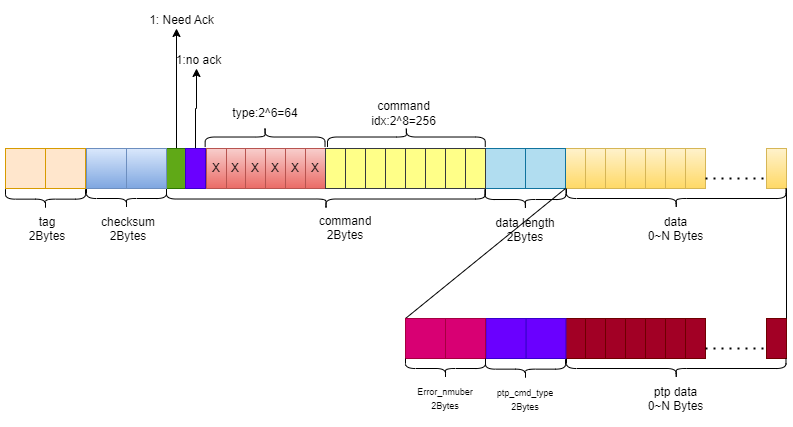 1: Need Ack
1:no ack
type:2^6=64
command
idx:2^8=256
X X X X X X
tag
2Bytes
checksum
2Bytes
command
2Bytes
data length
2Bytes
data
0~N Bytes
Error_nmuber
2Bytes
ptp_cmd_type
2Bytes
ptp data
0~N Bytes